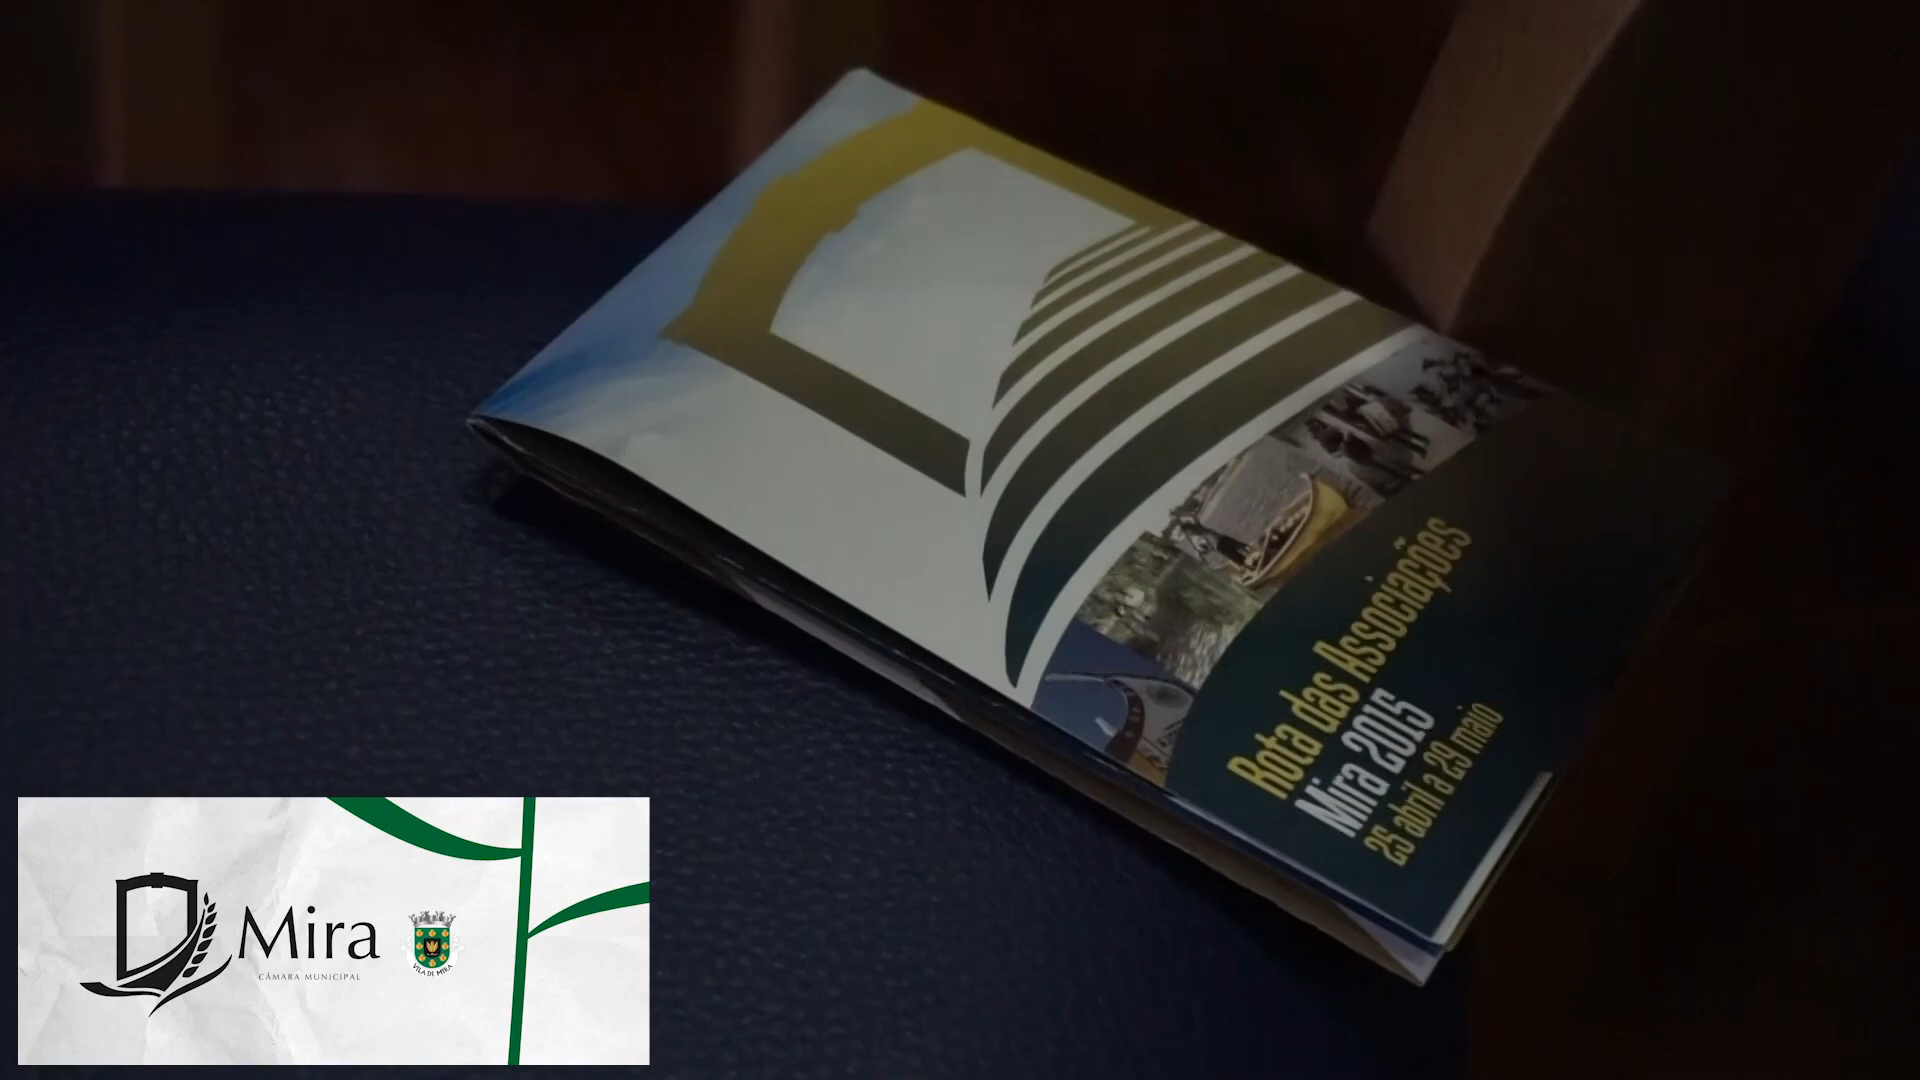 Rota das Associações
Mira 2015
25 abril a 29 maio
Mira
CÂMARA MUNICIPAL
VILA DE MIRA